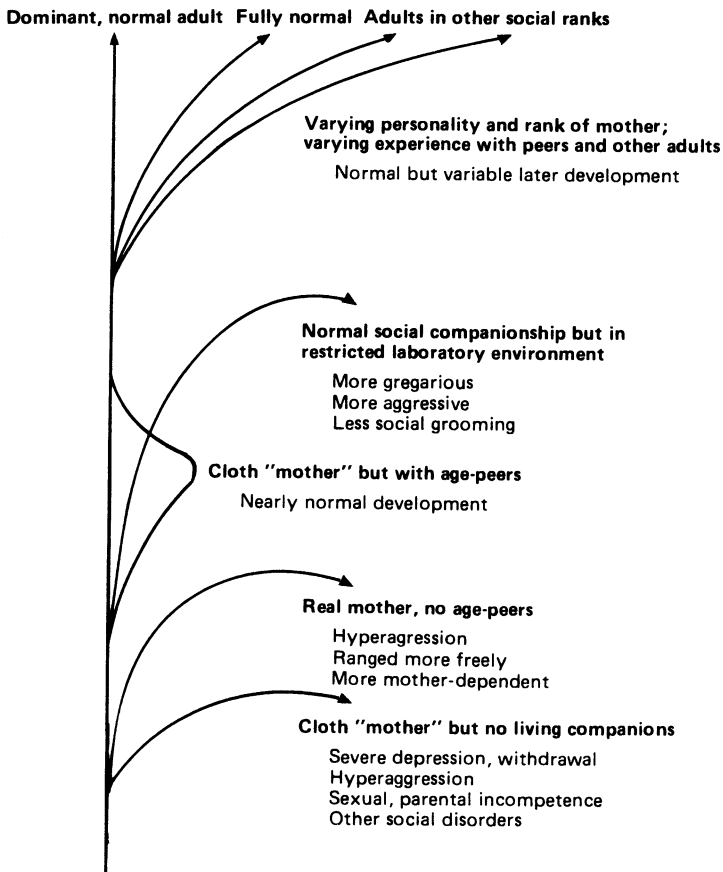 Dominant, normal adult Fully normal Adults in other social ranks
Varying personality and rank of mother;
varying experience with peers and other adults
Normal but variable later development
Normal social companionship but in
restricted laboratory environment
More gregarious
More aggressive
Less social grooming
Cloth "mother" but with age-peers
Nearly normal development
Real mother, no age-peers
Hyperagression
Ranged more freely
More mother-dependent
Cloth "mother" but no living companions
Severe depression, withdrawal
Hyperaggression
Sexual, parental incompetence
Other social disorders